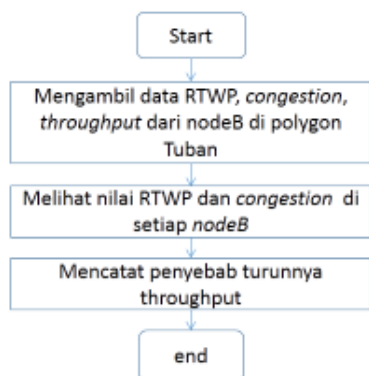 Start
Mengambil data RTWP, congestion,
throughput dari nodeB di polygon
Tuban
Melihat nilai RTWP dan congestion di
setiap nodeB
Mencatat penyebab turunnya
throughput
end